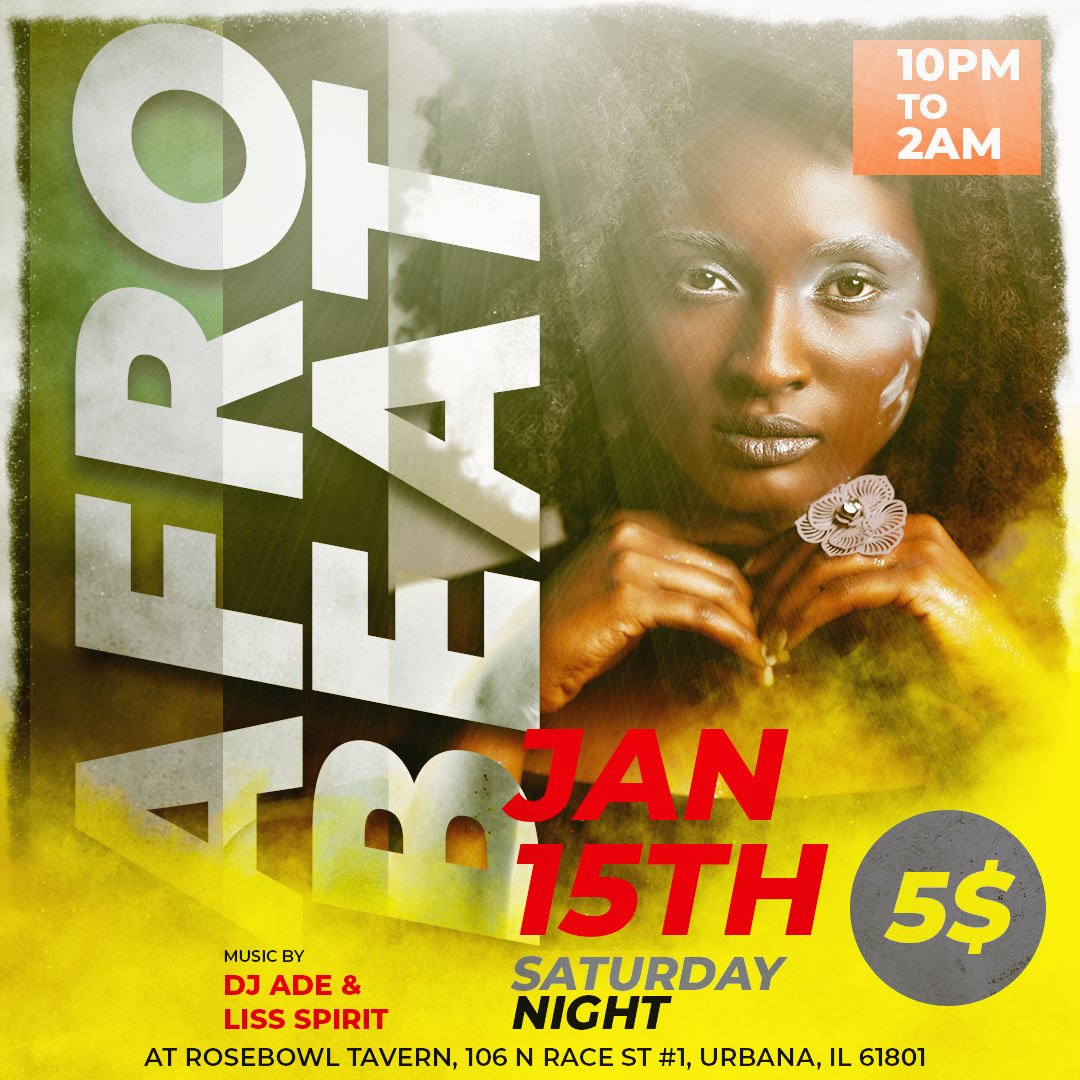 AFRO
BEAT
10PM
TO
2AM
JAN
15TH
SATURDAY
NIGHT
5$
MUSIC BY
DJ ADE &
LISS SPIRIT
AT ROSEBOWL TAVERN, 106 N RACE ST #1, URBANA, IL 61801